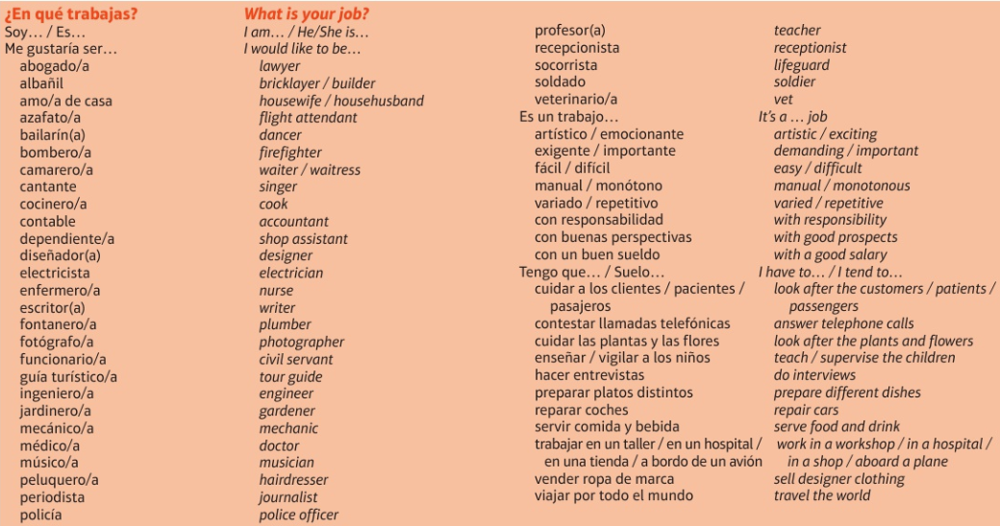 ¿En qué trabajas? What is your job?
Soy… / Es… I am… / He/She is…
Me gustaría ser… I would like to be…
abogado/a lawyer
albañil bricklayer / builder
amo/a de casa housewife / househusband
azafato/a flight attendant
bailarín(a) dancer
bombero/a firefighter
camarero/a waiter / waitress
cantante singer
cocinero/a cook
contable accountant
dependiente/a shop assistant
diseñador(a) designer
electricista electrician
enfermero/a nurse
escritor(a) writer
fontanero/a plumber
fotógrafo/a photographer
funcionario/a civil servant
guía turístico/a tour guide
ingeniero/a engineer
jardinero/a gardener
mecánico/a mechanic
médico/a doctor
músico/a musician
peluquero/a hairdresser
periodista journalist
policía police officer
profesor(a) teacher
recepcionista receptionist
socorrista lifeguard
soldado soldier
veterinario/a vet
Es un trabajo… It's a … job
artístico / emocionante artistic / exciting
exigente / importante demanding / important
fácil / difícil easy / difficult
manual / monótono manual / monotonous
variado / repetitivo varied / repetitive
con responsabilidad with responsibility
con buenas perspectivas with good prospects
con un buen sueldo with a good salary
Tengo que… / Suelo… I have to… / I tend to…
cuidar a los clientes / pacientes / look after the customers / patients /
pasajeros passengers
contestar llamadas telefónicas answer telephone calls
cuidar las plantas y las flores look after the plants and flowers
enseñar / vigilar a los niños teach / supervise the children
hacer entrevistas do interviews
preparar platos distintos prepare different dishes
reparar coches repair cars
servir comida y bebida serve food and drink
trabajar en un taller / en un hospital / work in a workshop / in a hospital /
en una tienda / a bordo de un avión in a shop / aboard a plane
vender ropa de marca sell designer clothing
viajar por todo el mundo travel the world